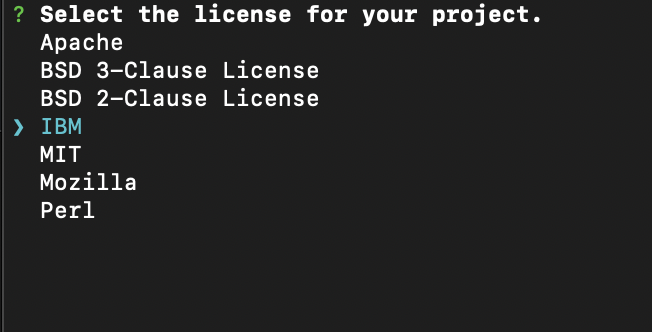 ? Select the license for your project.
Apache
BSD 3-Clause License
BSD 2-Clause License
❯ IBM
MIT
Mozilla
Perl